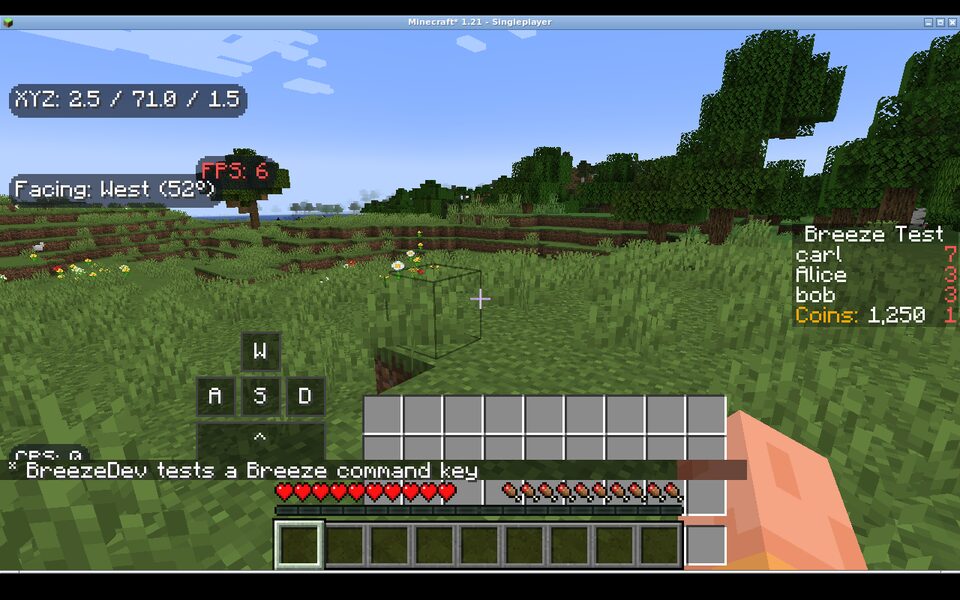 Minecraft* 1.21 - Singleplayer
XYZ: 2.5 / 71.0 / 1.5
FPS: 6
Facing: West (52°)
Breeze Test
carl 7
Alice 3
bob 3
Coins: 1,250 1
W
A S D
^
CPS: 0
* BreezeDev tests a Breeze command key